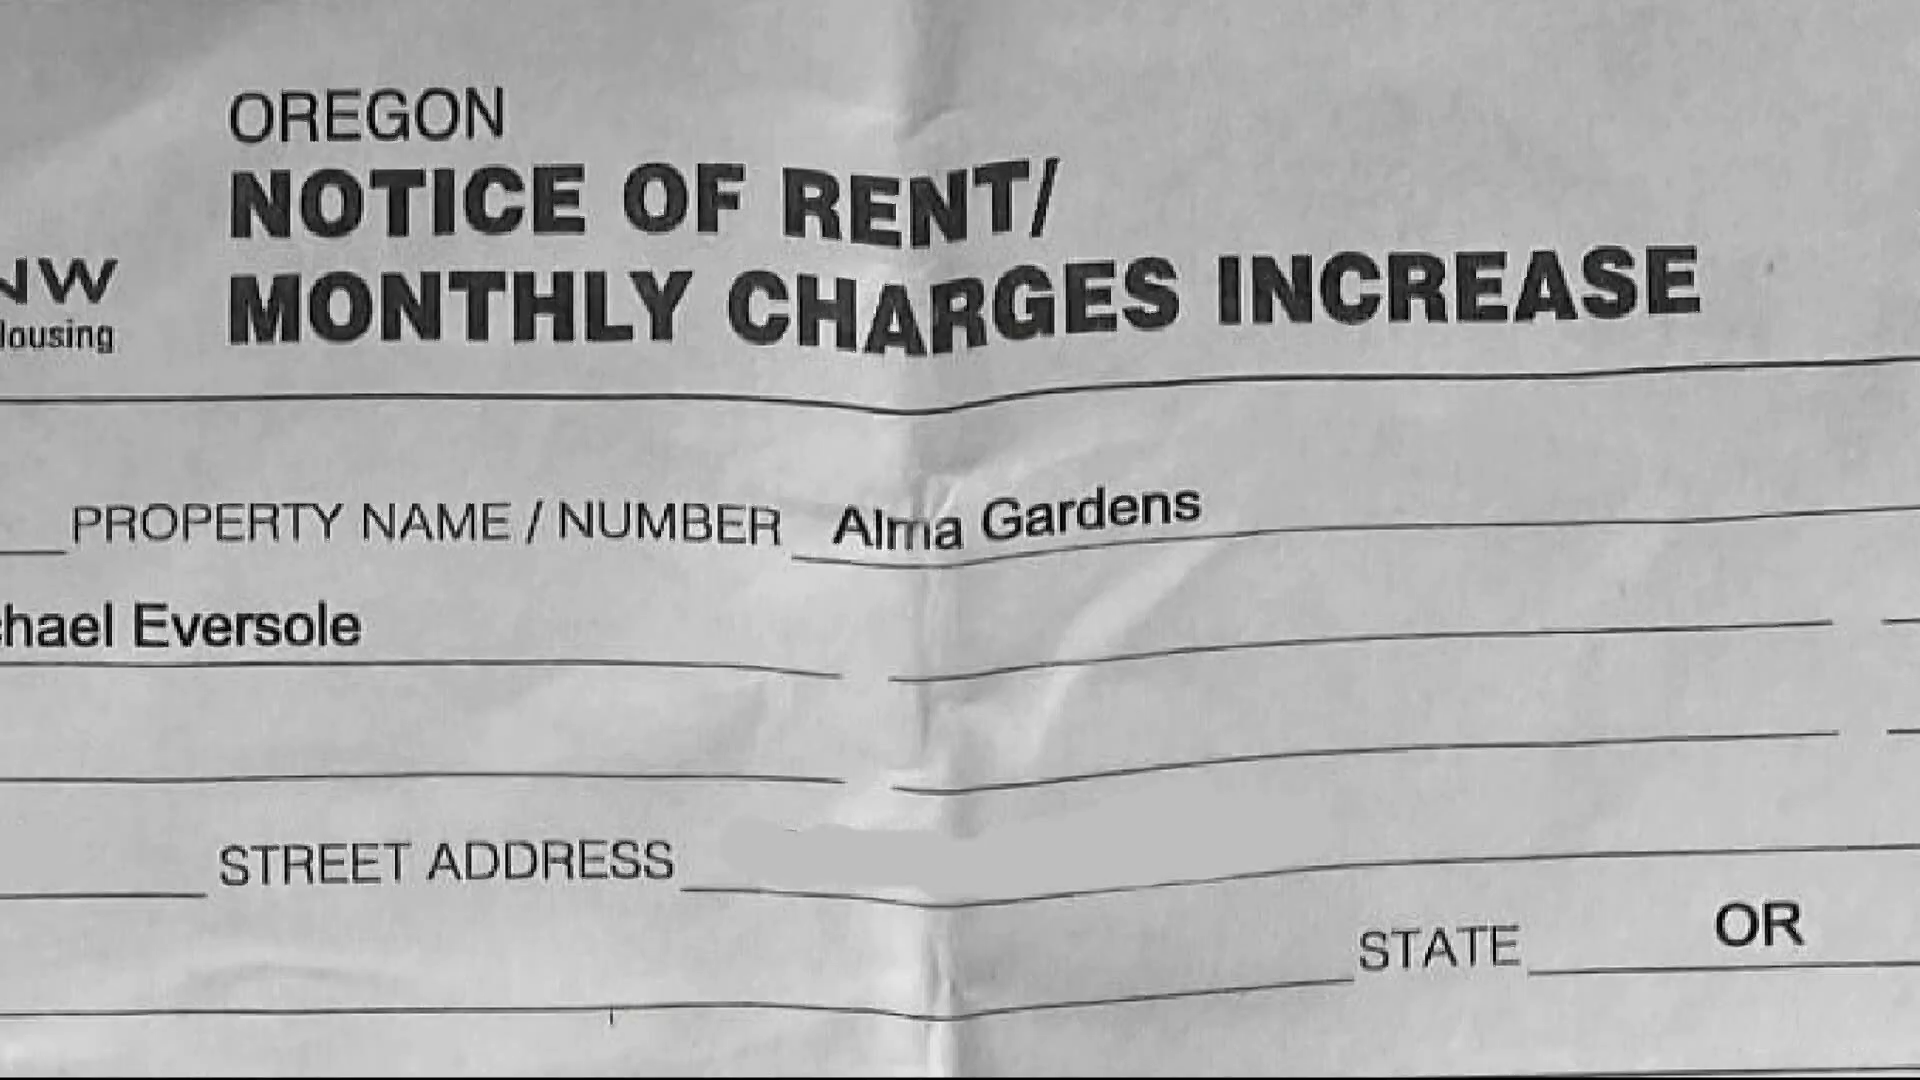 OREGON
NOTICE OF RENT/
MONTHLY CHARGES INCREASE
NW
Housing
PROPERTY NAME / NUMBER Alma Gardens
chael Eversole
STREET ADDRESS
STATE OR